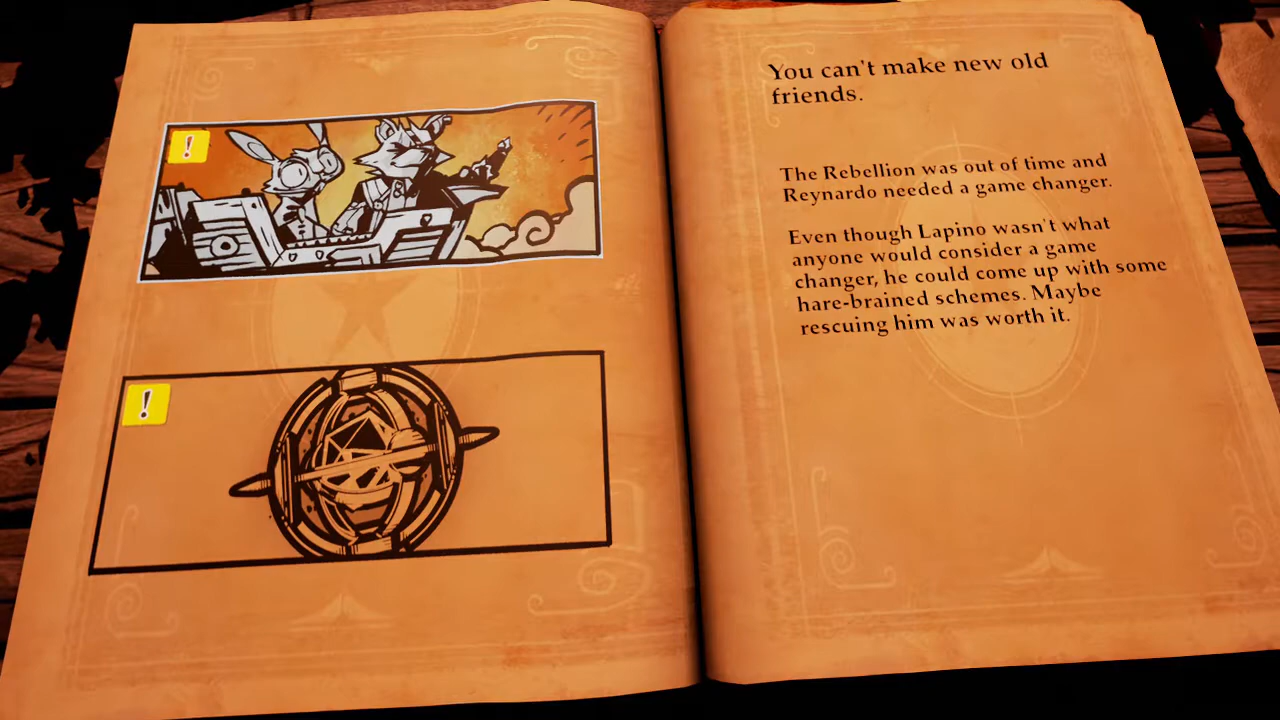 !
!
You can't make new old
friends.
The Rebellion was out of time and
Reynardo needed a game changer.
Even though Lapino wasn't what
anyone would consider a game
changer, he could come up with some
hare-brained schemes. Maybe
rescuing him was worth it.